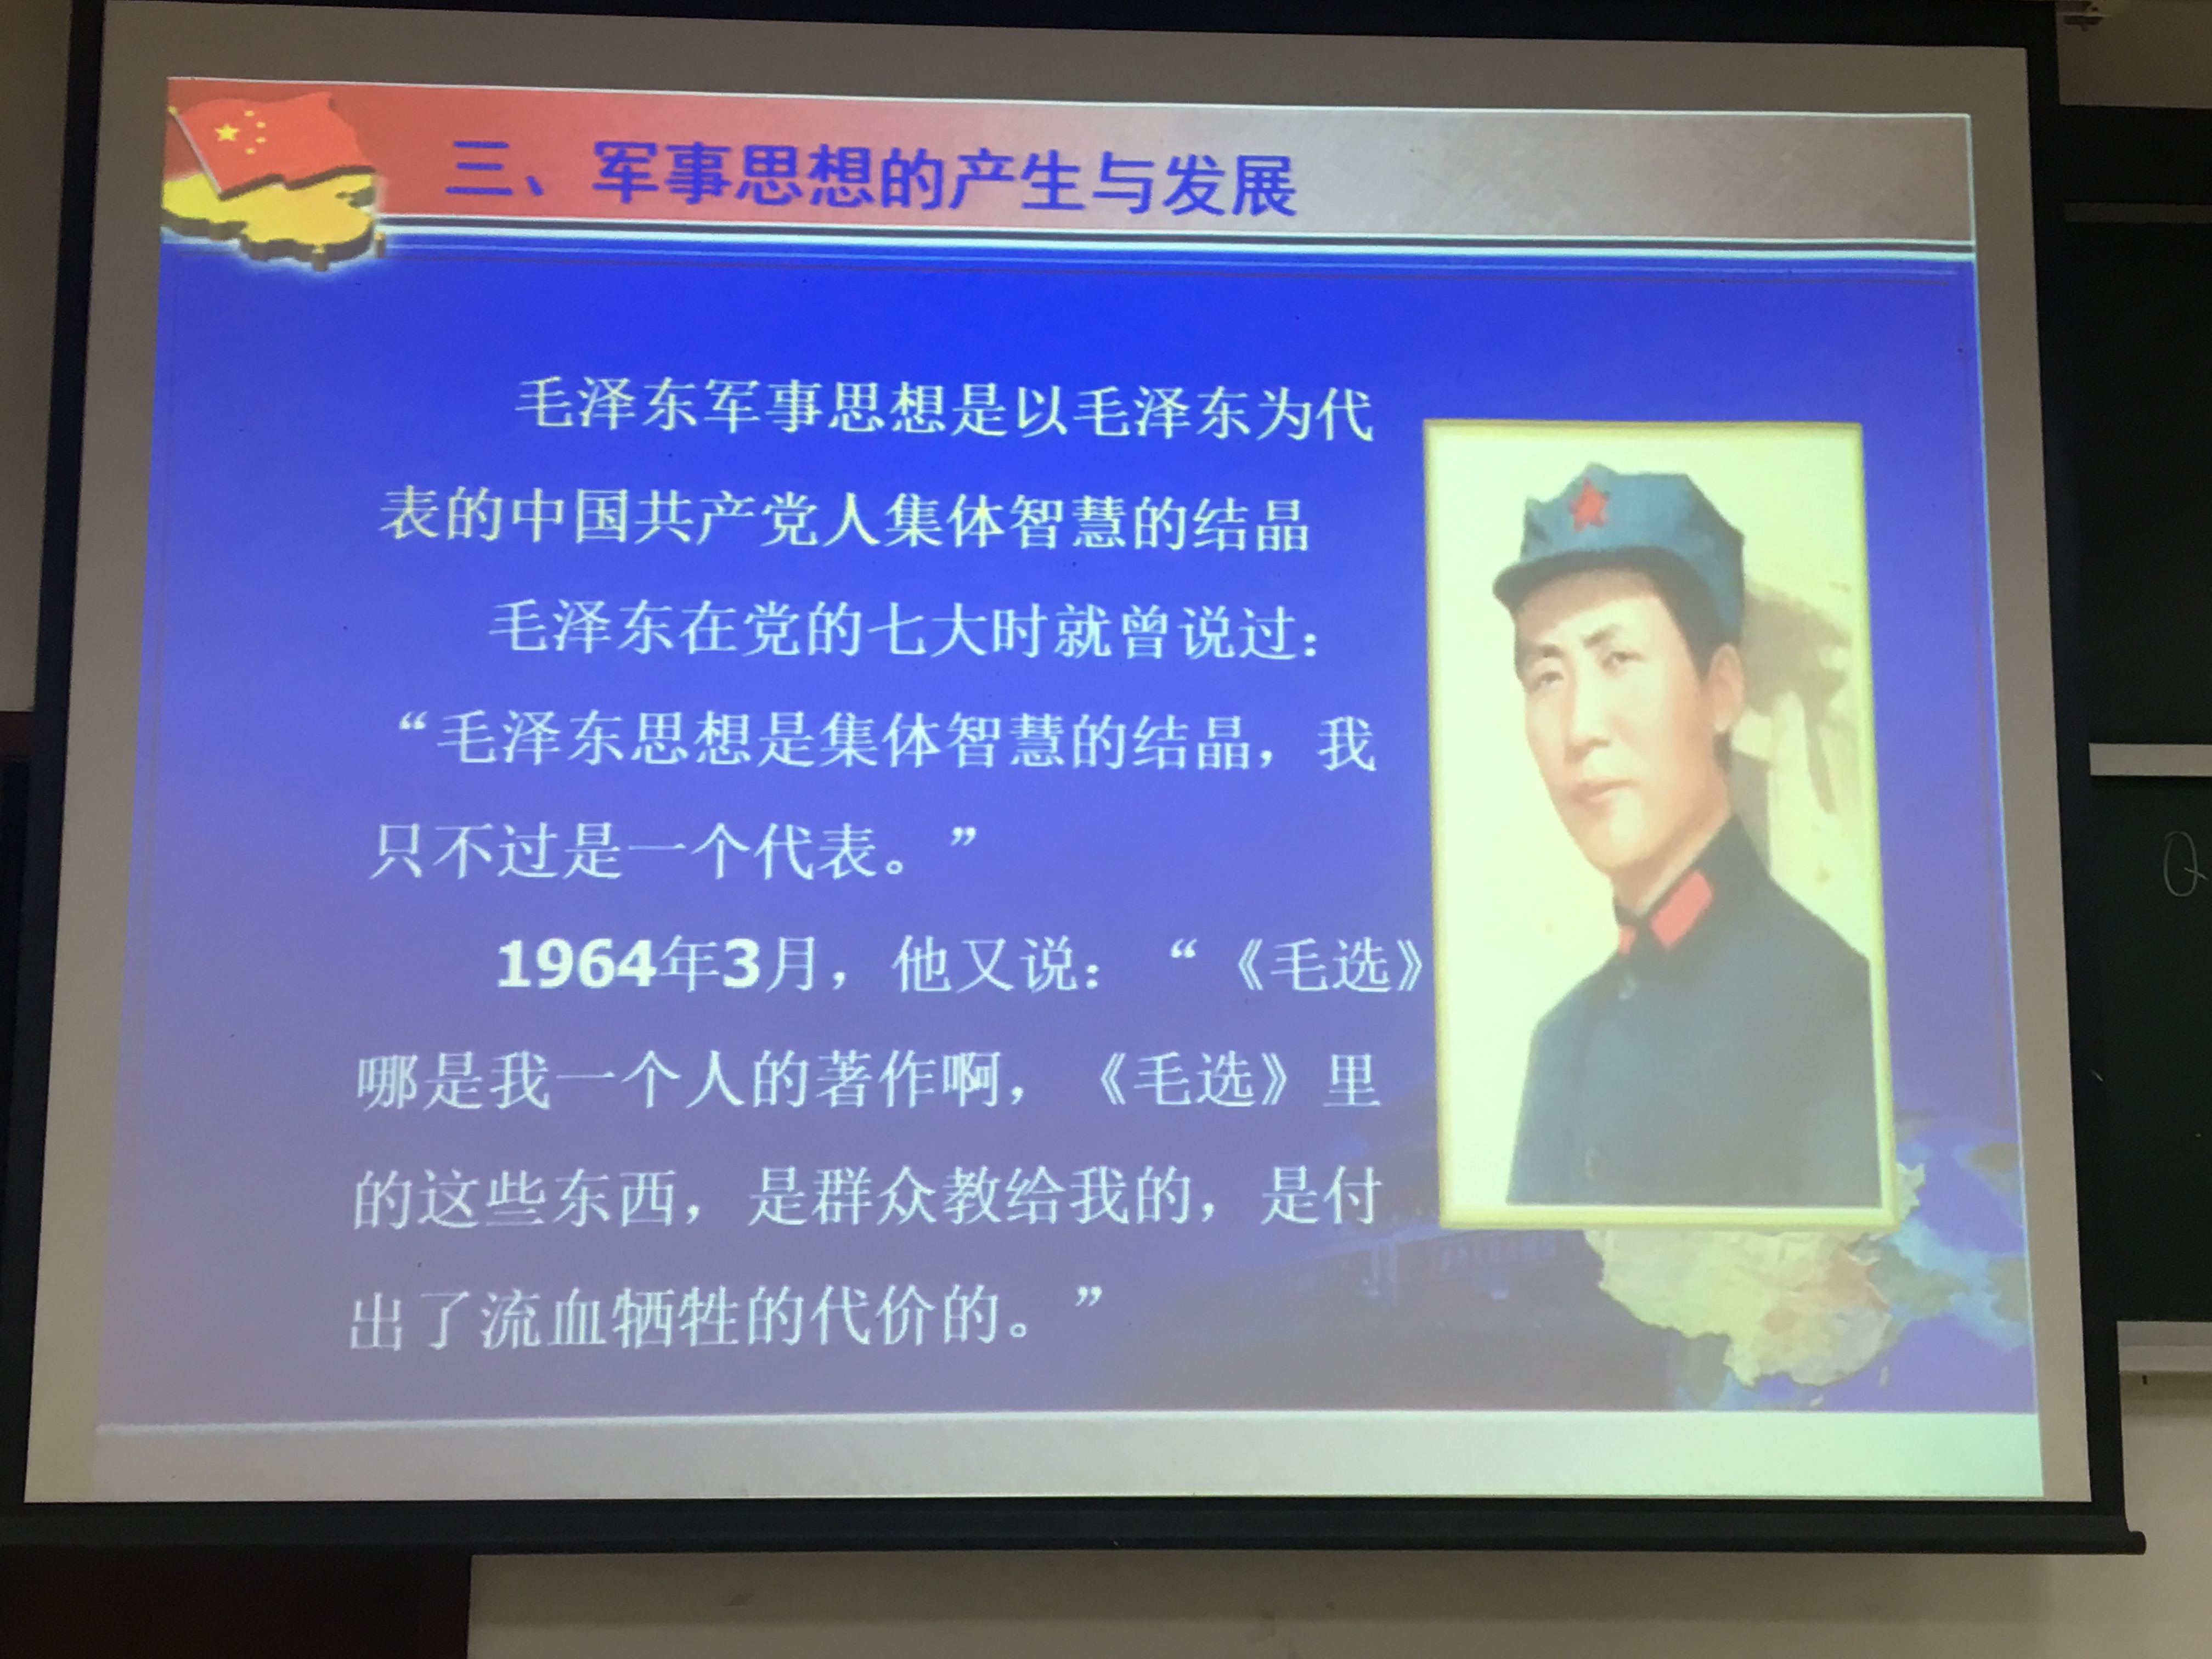 三、军事思想的产生与发展
毛泽东军事思想是以毛泽东为代
表的中国共产党人集体智慧的结晶
毛泽东在党的七大时就曾说过：
“毛泽东思想是集体智慧的结晶，我
只不过是一个代表。”
1964年3月，他又说：“《毛选》
哪是我一个人的著作啊，《毛选》里
的这些东西，是群众教给我的，是付
出了流血牺牲的代价的。”